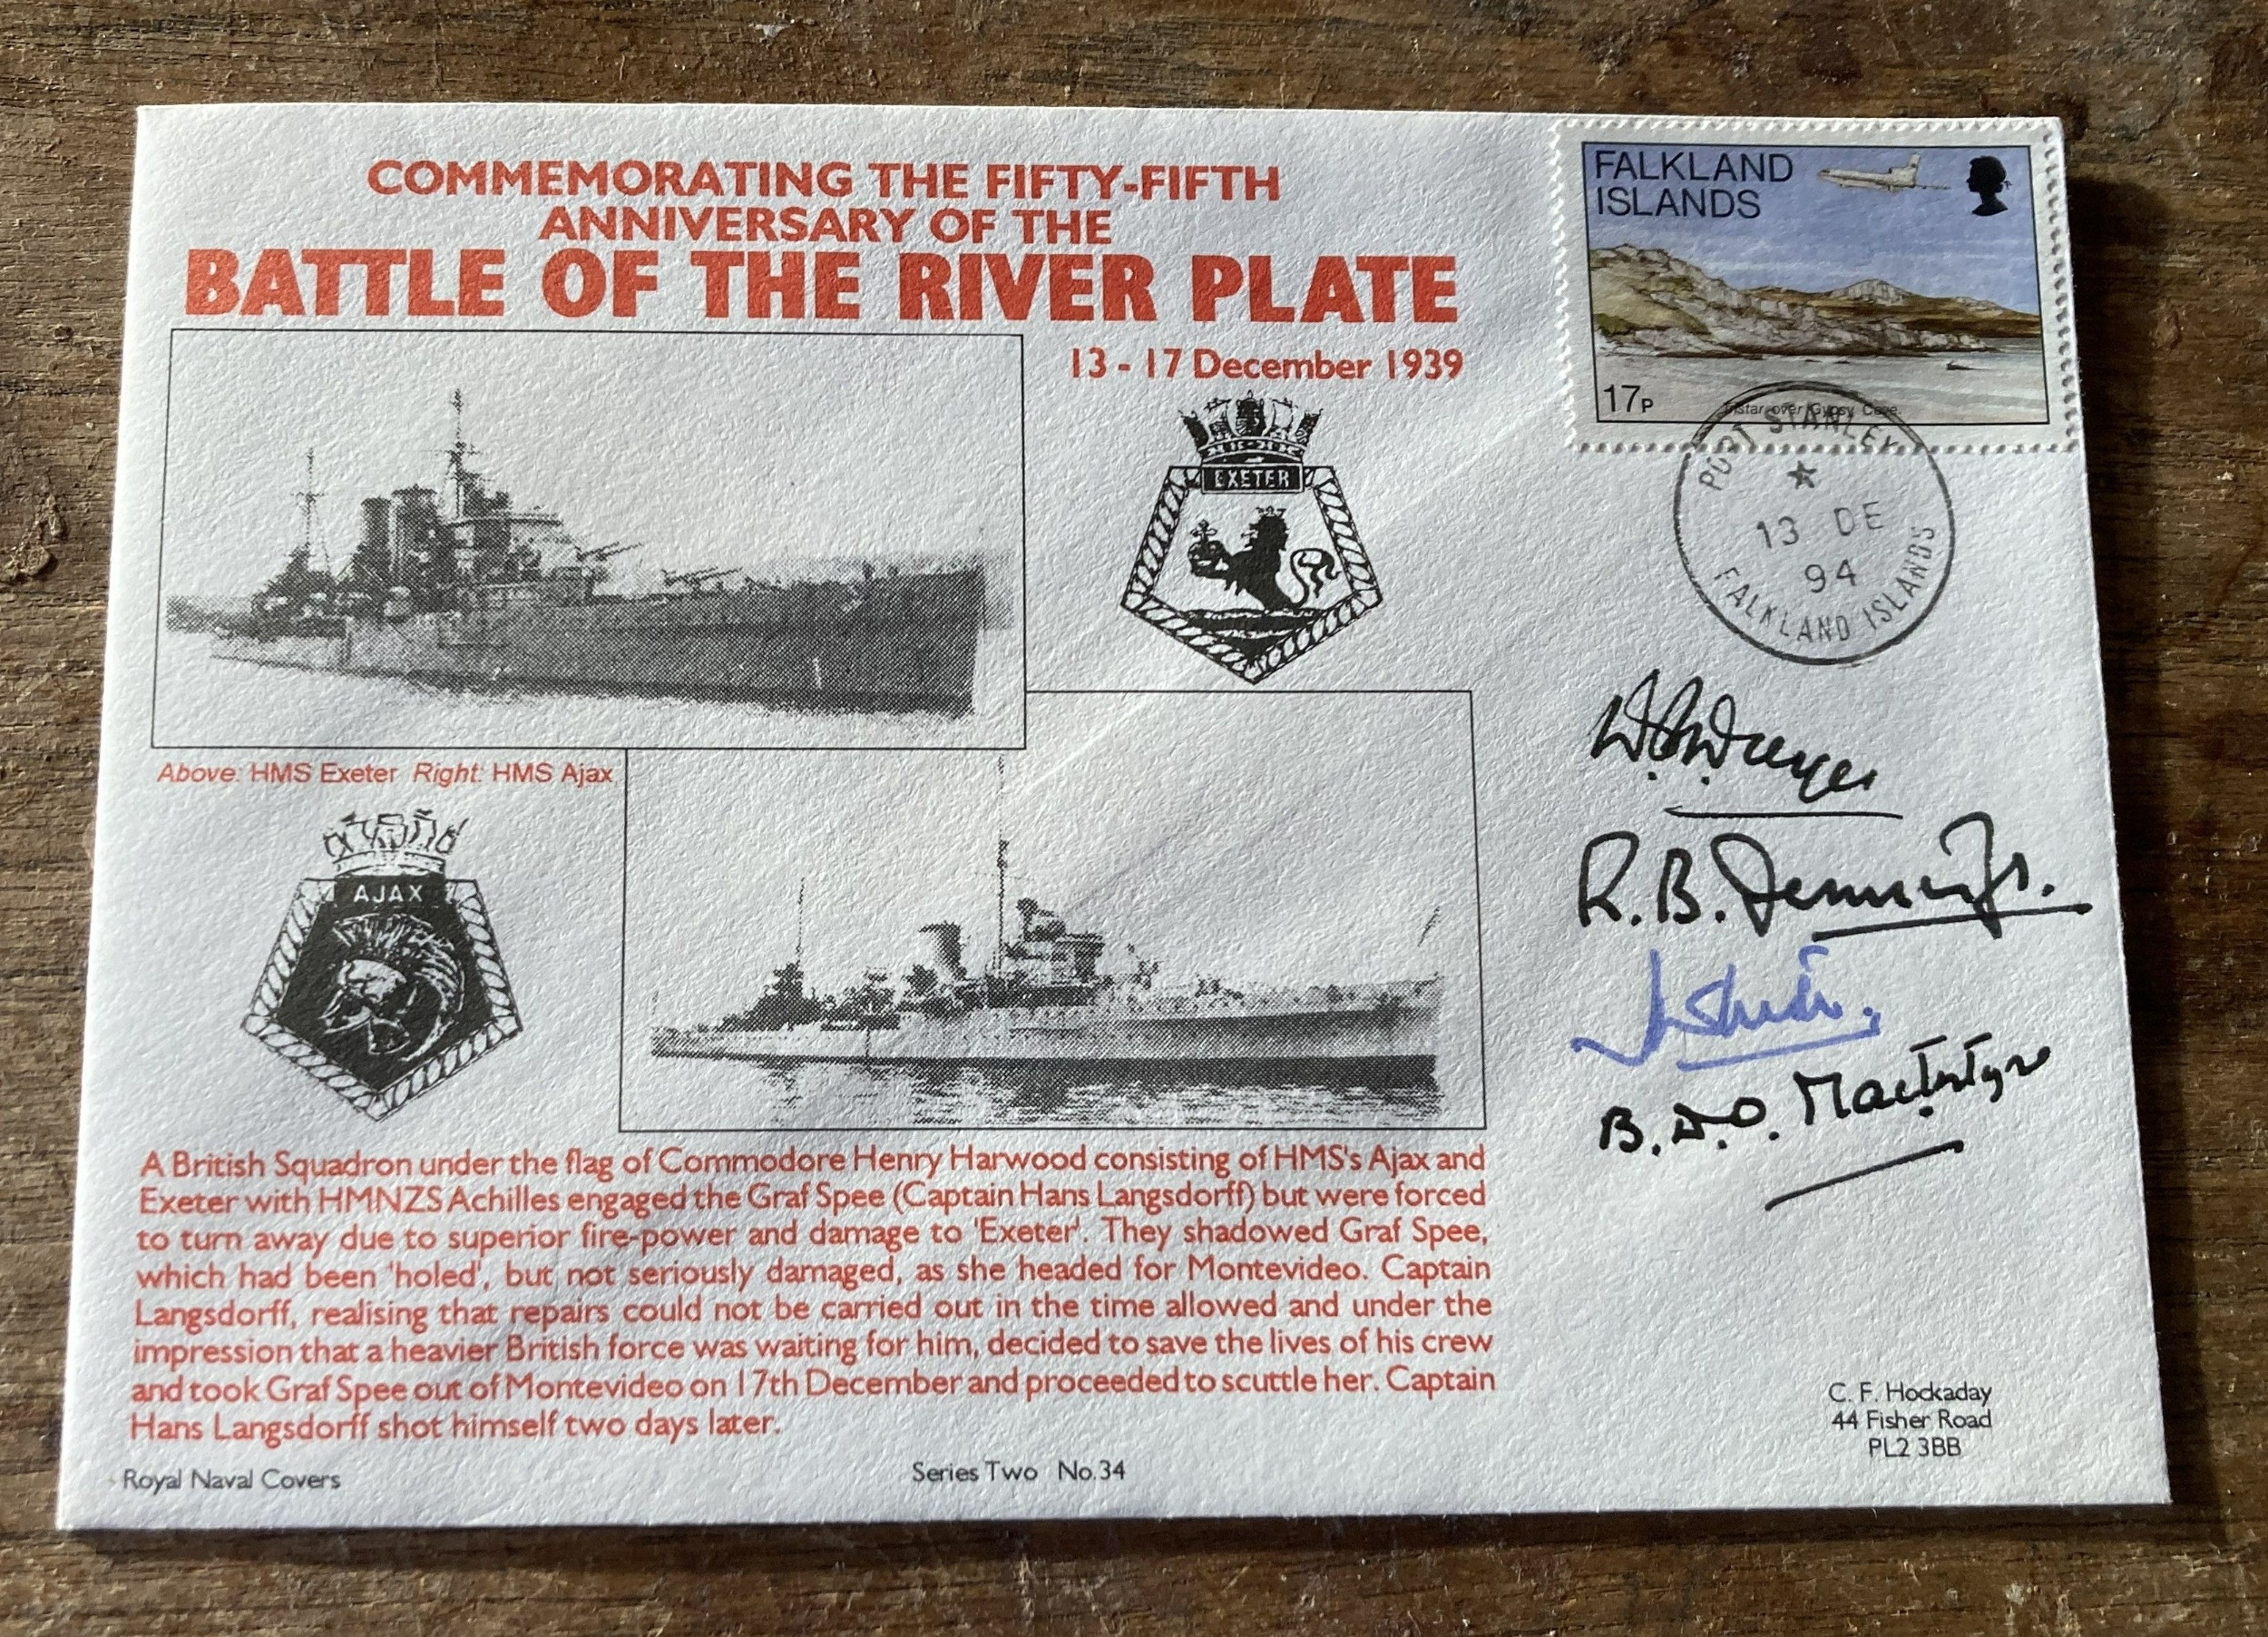 COMMEMORATING THE FIFTY-FIFTH
ANNIVERSARY OF THE
BATTLE OF THE RIVER PLATE
13 - 17 December 1939
FALKLAND
ISLANDS
17P
Tristar over Gypsy Cove.
PORT STANLEY
13 DE
94
FALKLAND ISLANDS
EXETER
Above: HMS Exeter Right: HMS Ajax
AJAX
R.B. Jennings.
B.D.O. MacIntyre
A British Squadron under the flag of Commodore Henry Harwood consisting of HMS's Ajax and
Exeter with HMNZS Achilles engaged the Graf Spee (Captain Hans Langsdorff) but were forced
to turn away due to superior fire-power and damage to 'Exeter'. They shadowed Graf Spee,
which had been 'holed', but not seriously damaged, as she headed for Montevideo. Captain
Langsdorff, realising that repairs could not be carried out in the time allowed and under the
impression that a heavier British force was waiting for him, decided to save the lives of his crew
and took Graf Spee out of Montevideo on 17th December and proceeded to scuttle her. Captain
Hans Langsdorff shot himself two days later.
C. F. Hockaday
44 Fisher Road
PL2 3BB
Royal Naval Covers
Series Two No.34